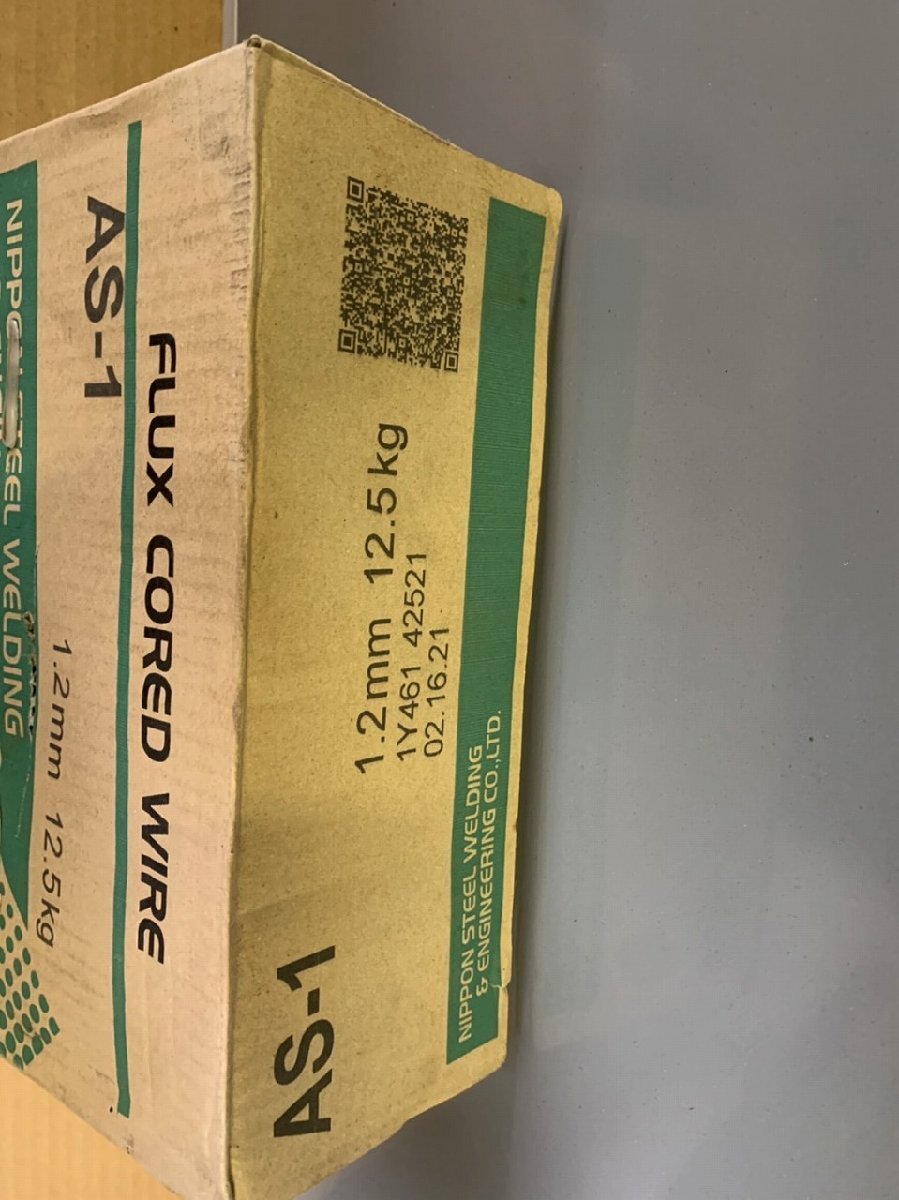 AS-1
FLUX CORED WIRE
1.2mm 12.5kg
WELDING
AS-1
1.2mm 12.5kg
1Y461 42521
02.16.21
NIPPON STEEL WELDING
& ENGINEERING CO.,LTD.